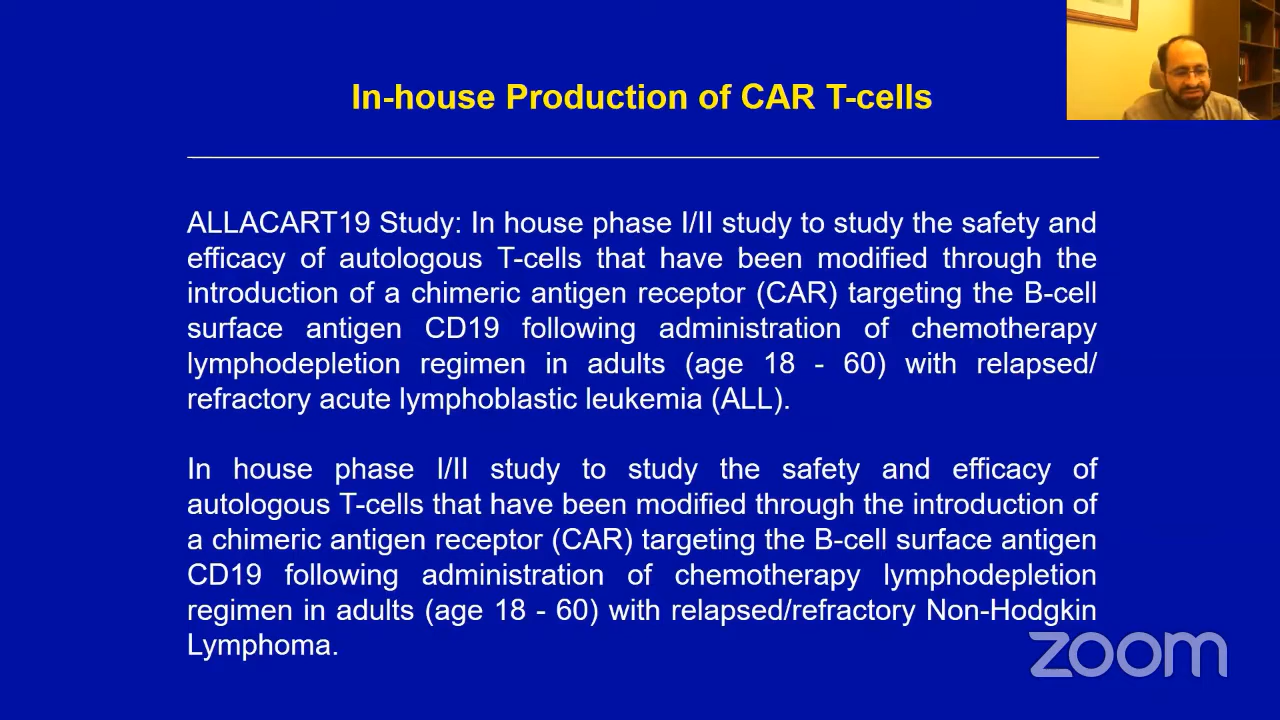 In-house Production of CAR T-cells
ALLACART19 Study: In house phase I/II study to study the safety and
efficacy of autologous T-cells that have been modified through the
introduction of a chimeric antigen receptor (CAR) targeting the B-cell
surface antigen CD19 following administration of chemotherapy
lymphodepletion regimen in adults (age 18 - 60) with relapsed/
refractory acute lymphoblastic leukemia (ALL).
In house phase I/II study to study the safety and efficacy of
autologous T-cells that have been modified through the introduction of
a chimeric antigen receptor (CAR) targeting the B-cell surface antigen
CD19 following administration of chemotherapy lymphodepletion
regimen in adults (age 18 - 60) with relapsed/refractory Non-Hodgkin
Lymphoma.
zoom